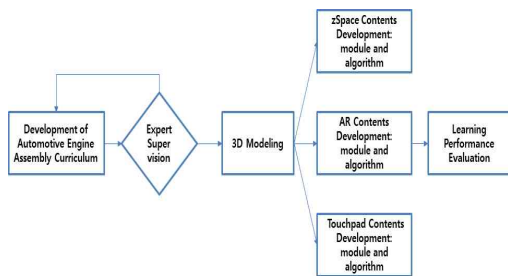 Development of
Automotive Engine
Assembly Curriculum
Expert
Super
vision
3D Modeling
zSpace Contents
Development:
module and
algorithm
AR Contents
Development:
module and
algorithm
Touchpad Contents
Development:
module and
algorithm
Learning
Performance
Evaluation